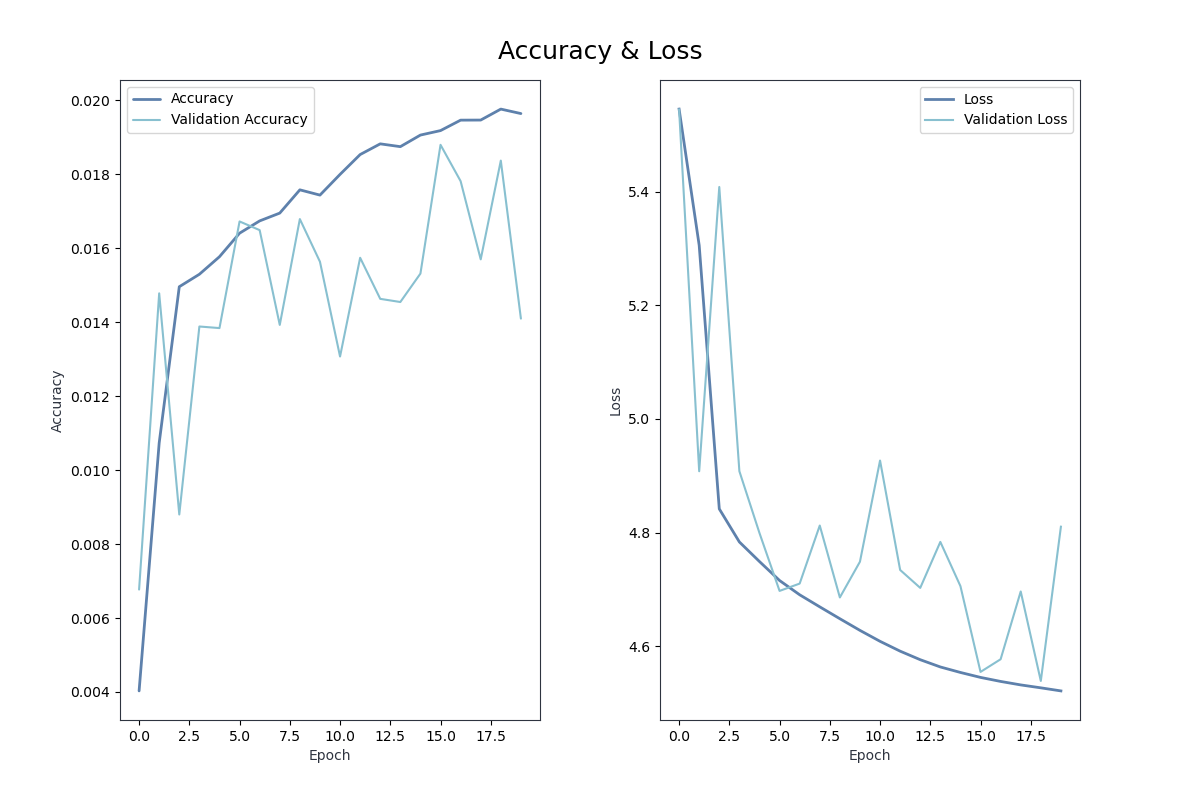 Accuracy & Loss
Accuracy
Validation Accuracy
0.020
0.018
0.016
0.014
0.012
0.010
0.008
0.006
0.004
Accuracy
0.0 2.5 5.0 7.5 10.0 12.5 15.0 17.5
Epoch
Loss
Validation Loss
5.4
5.2
5.0
4.8
4.6
Loss
0.0 2.5 5.0 7.5 10.0 12.5 15.0 17.5
Epoch